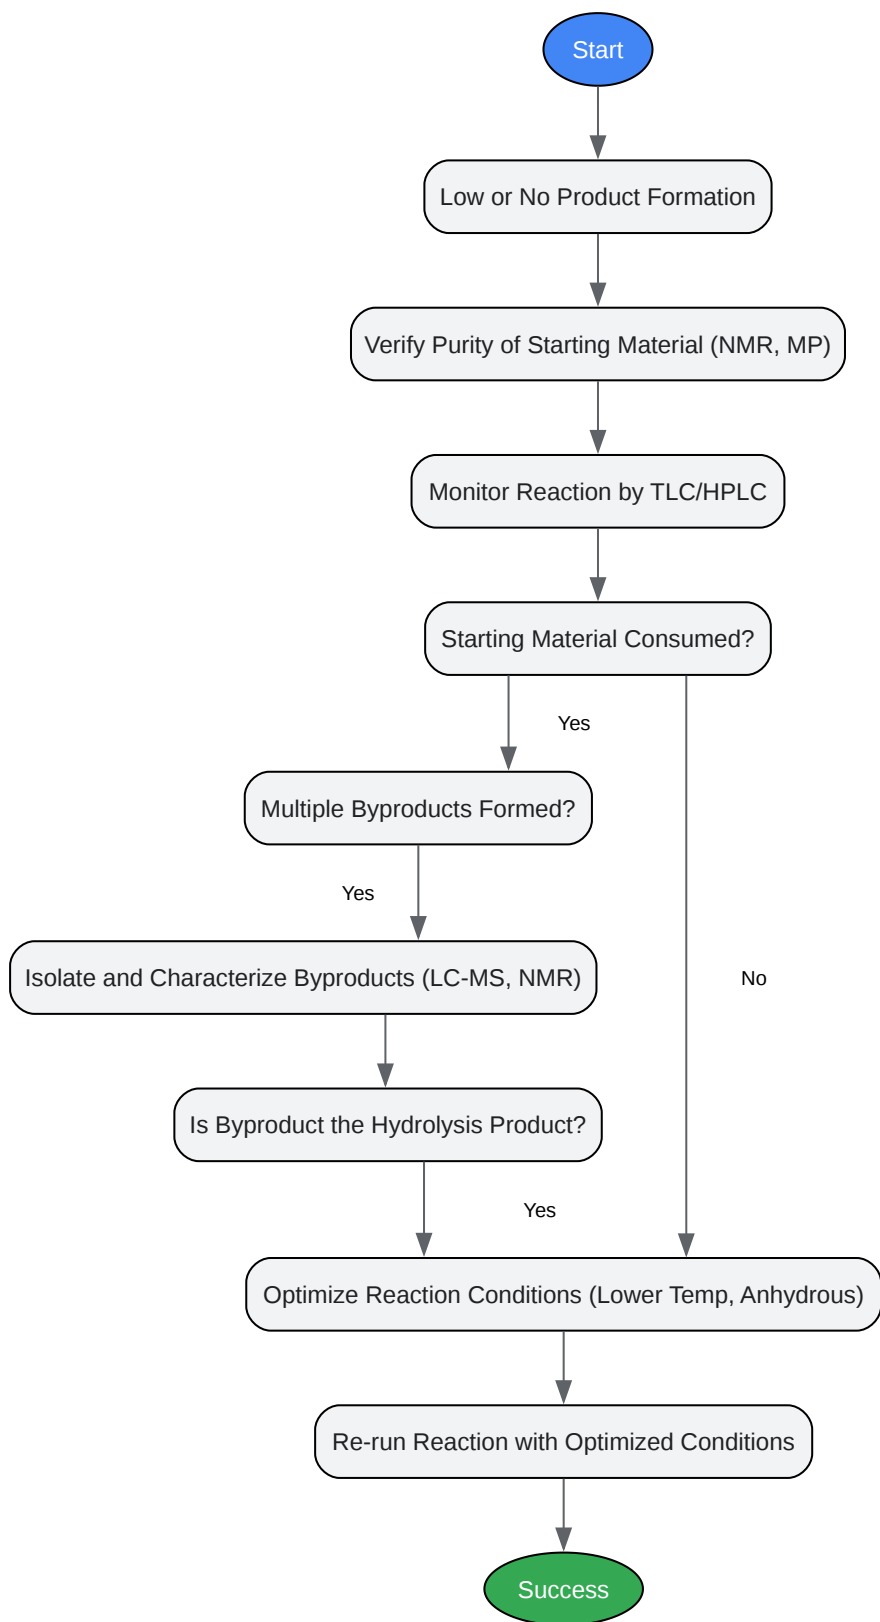 Start
Low or No Product Formation
Verify Purity of Starting Material (NMR, MP)
Monitor Reaction by TLC/HPLC
Starting Material Consumed?
Yes
Multiple Byproducts Formed?
Yes
Isolate and Characterize Byproducts (LC-MS, NMR)
No
Is Byproduct the Hydrolysis Product?
Yes
Optimize Reaction Conditions (Lower Temp, Anhydrous)
Re-run Reaction with Optimized Conditions
Success